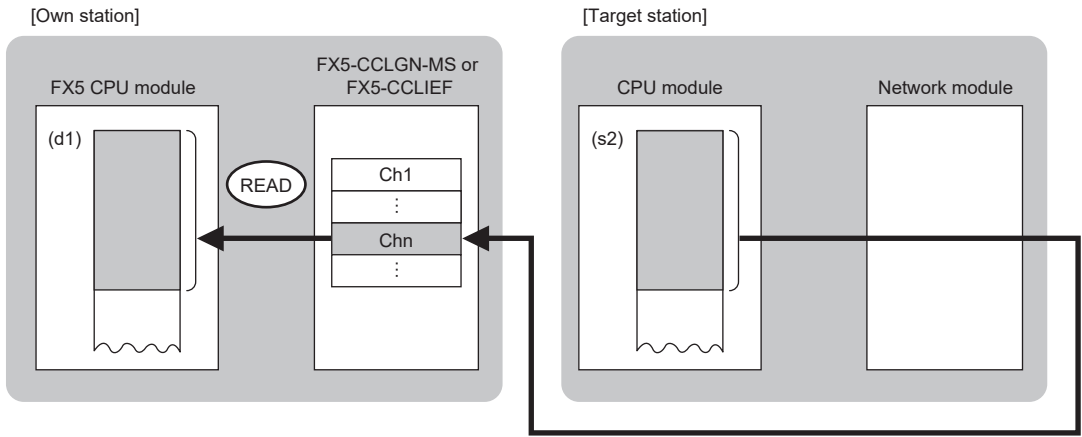 [Own station]
[Target station]
FX5 CPU module
FX5-CCLGN-MS or
FX5-CCLIEF
CPU module
Network module
(d1)
READ
Ch1
⋮
Chn
⋮
(s2)